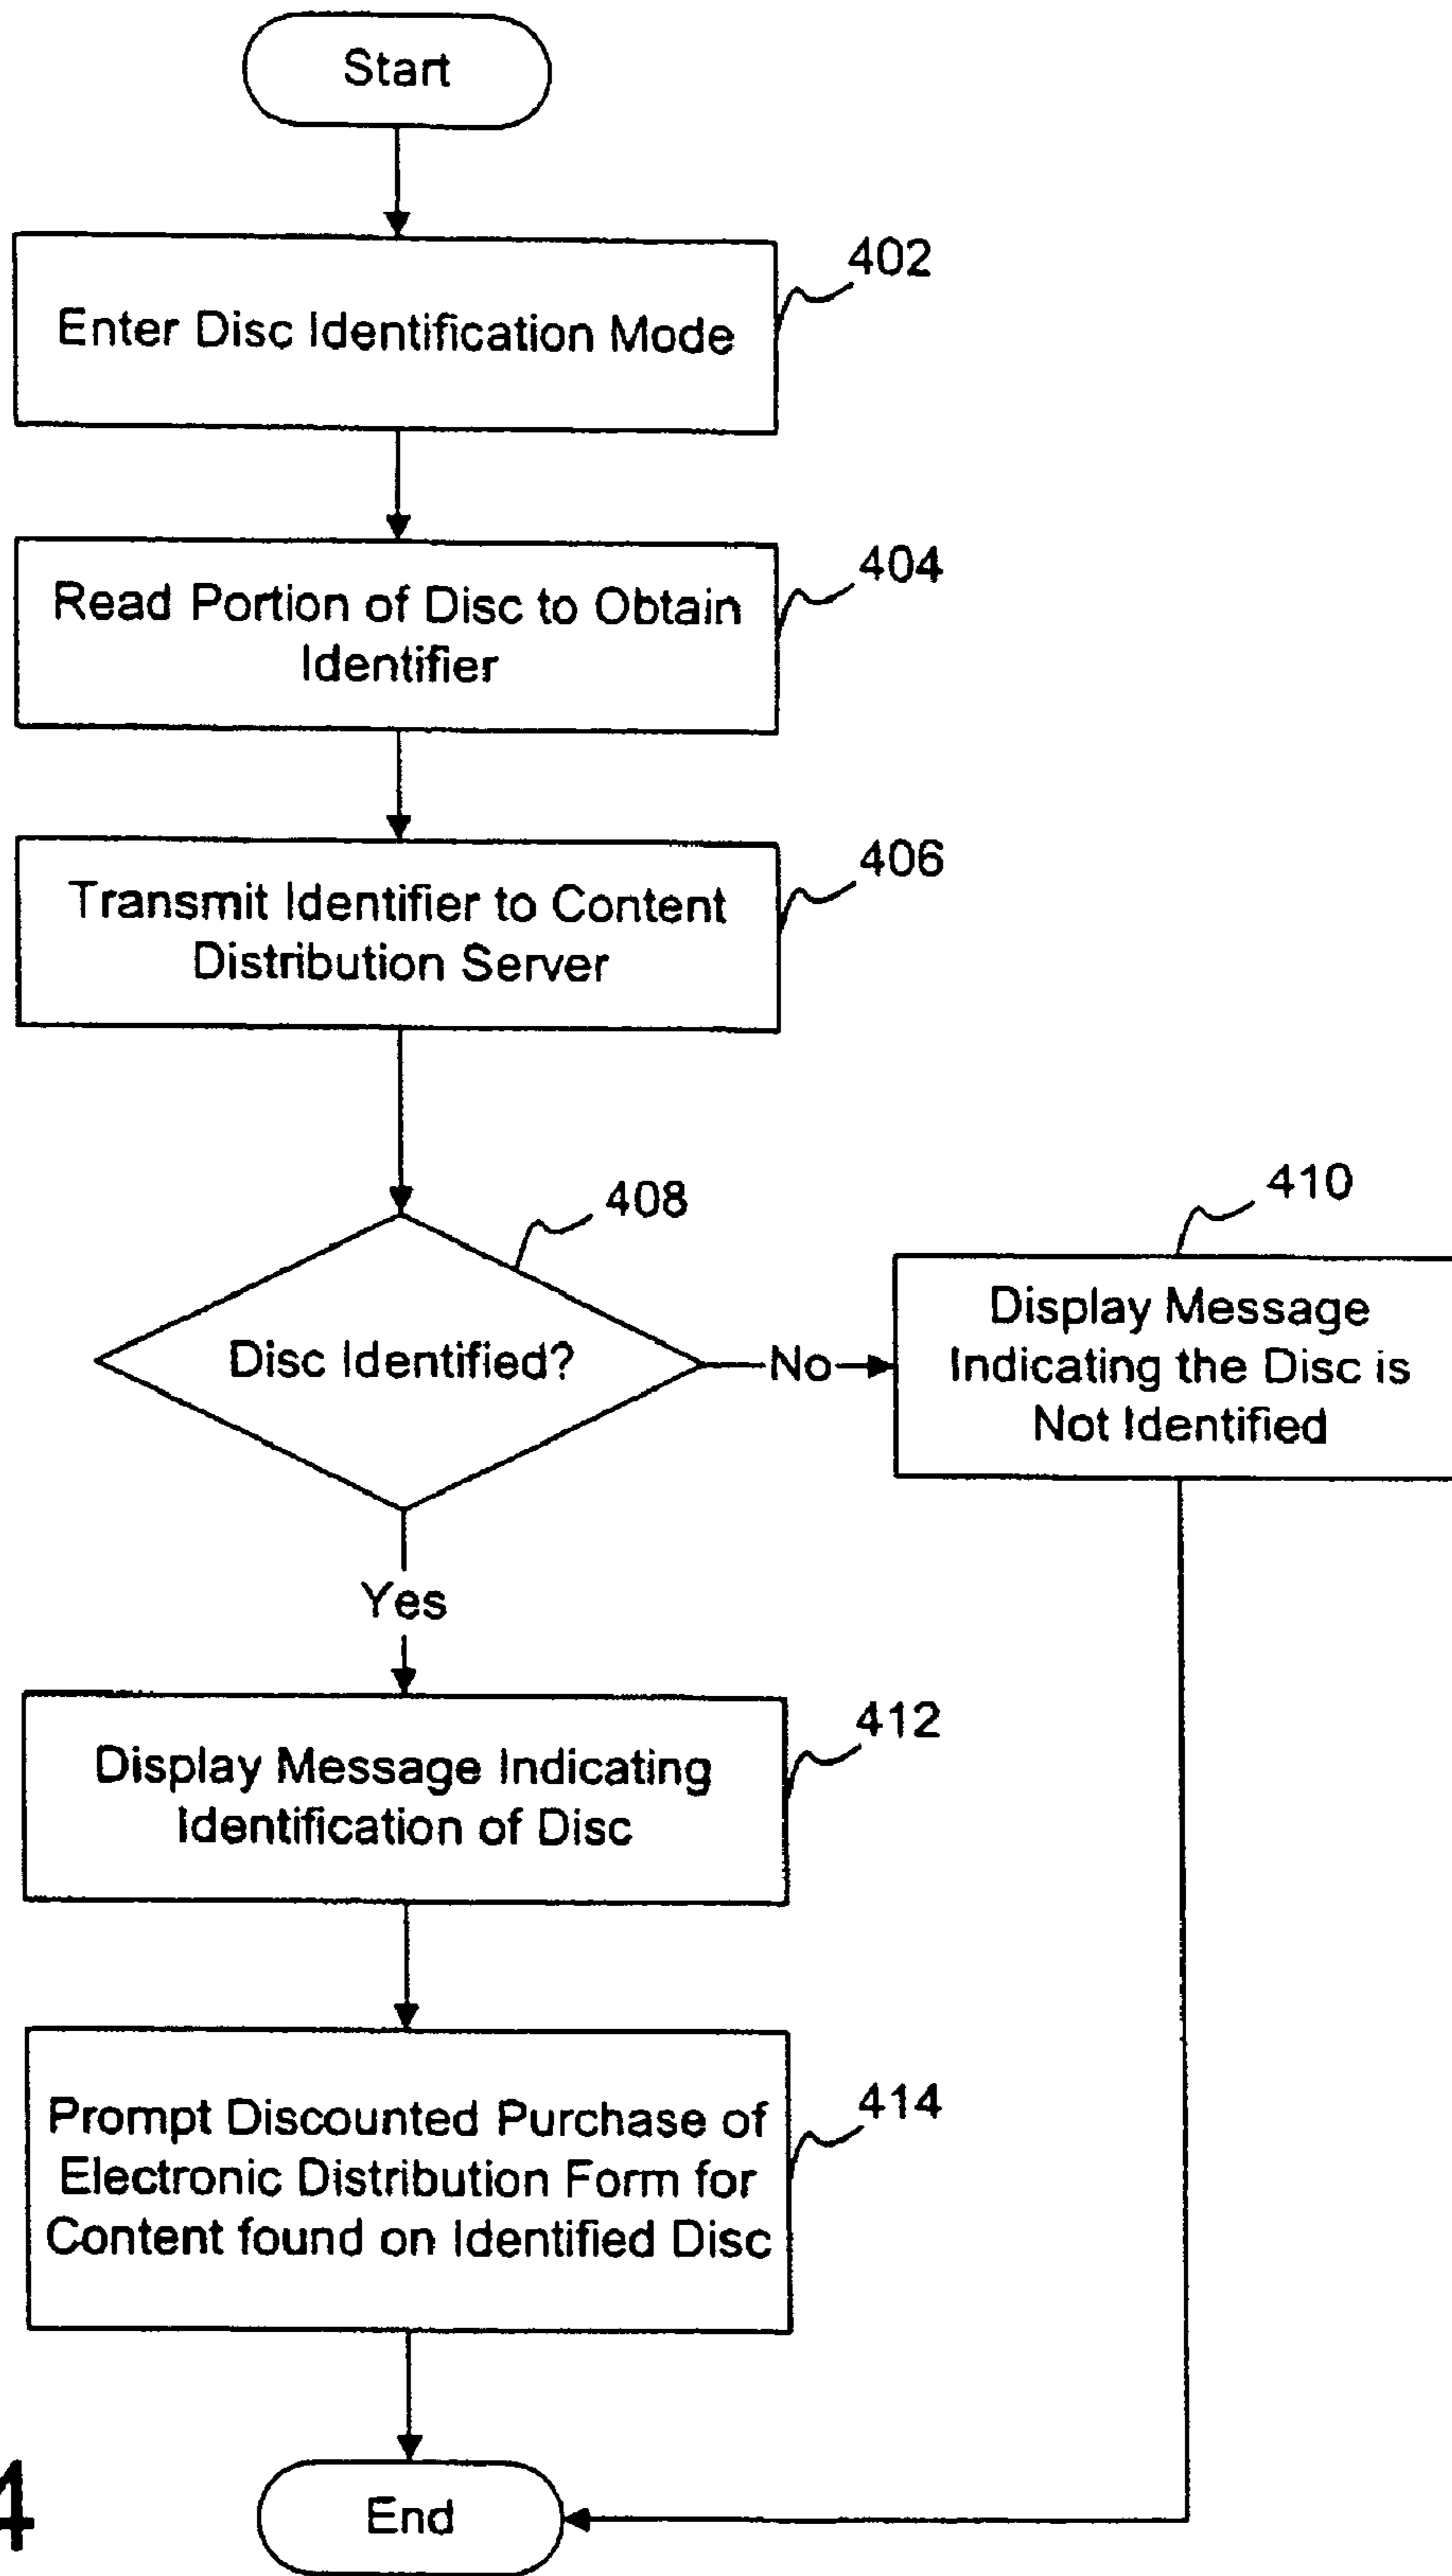 Start
402
Enter Disc Identification Mode
404
Read Portion of Disc to Obtain
Identifier
406
Transmit Identifier to Content
Distribution Server
408
Disc Identified?
No
410
Display Message
Indicating the Disc is
Not Identified
Yes
412
Display Message Indicating
Identification of Disc
414
Prompt Discounted Purchase of
Electronic Distribution Form for
Content found on Identified Disc
4
End